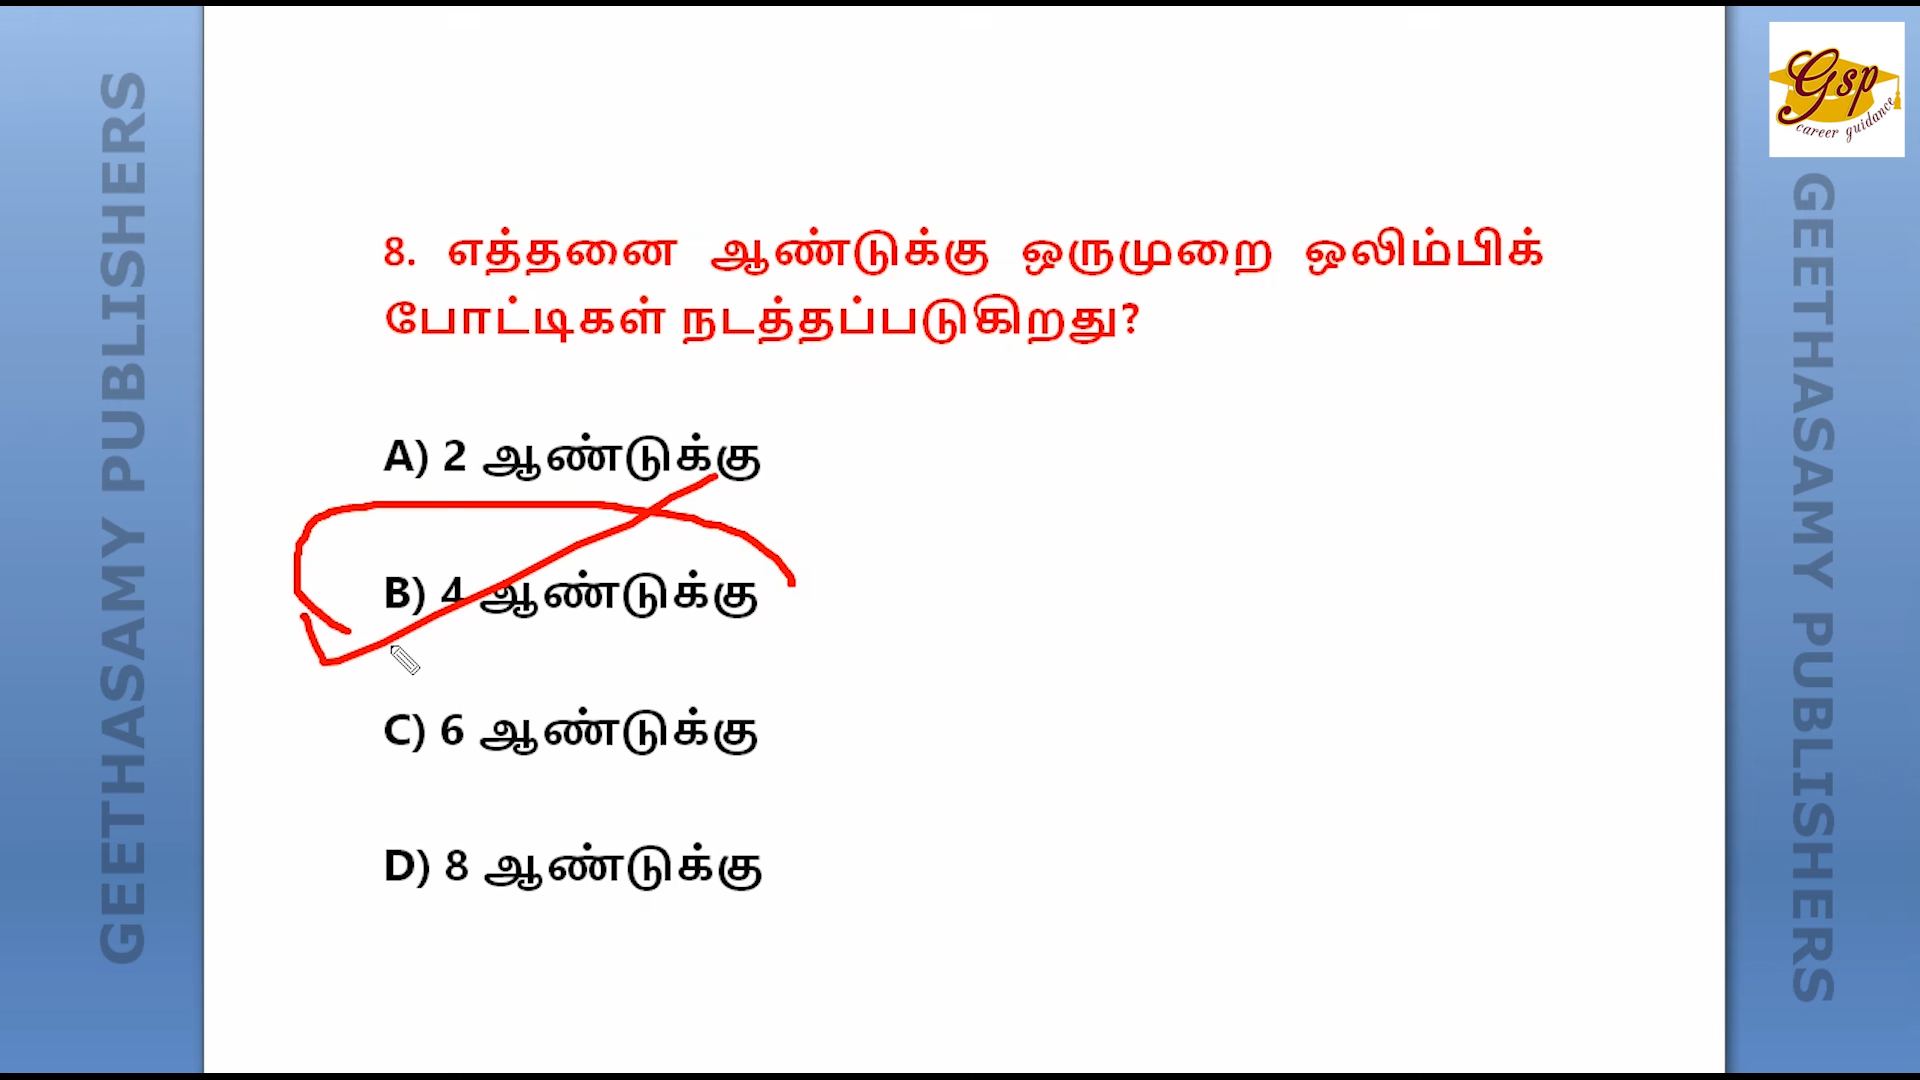 GEETHASAMY PUBLISHERS
Gsp
career guidance
8. எத்தனை ஆண்டுக்கு ஒருமுறை ஒலிம்பிக்
போட்டிகள் நடத்தப்படுகிறது?
A) 2 ஆண்டுக்கு
B) 4 ஆண்டுக்கு
C) 6 ஆண்டுக்கு
D) 8 ஆண்டுக்கு
GEETHASAMY PUBLISHERS